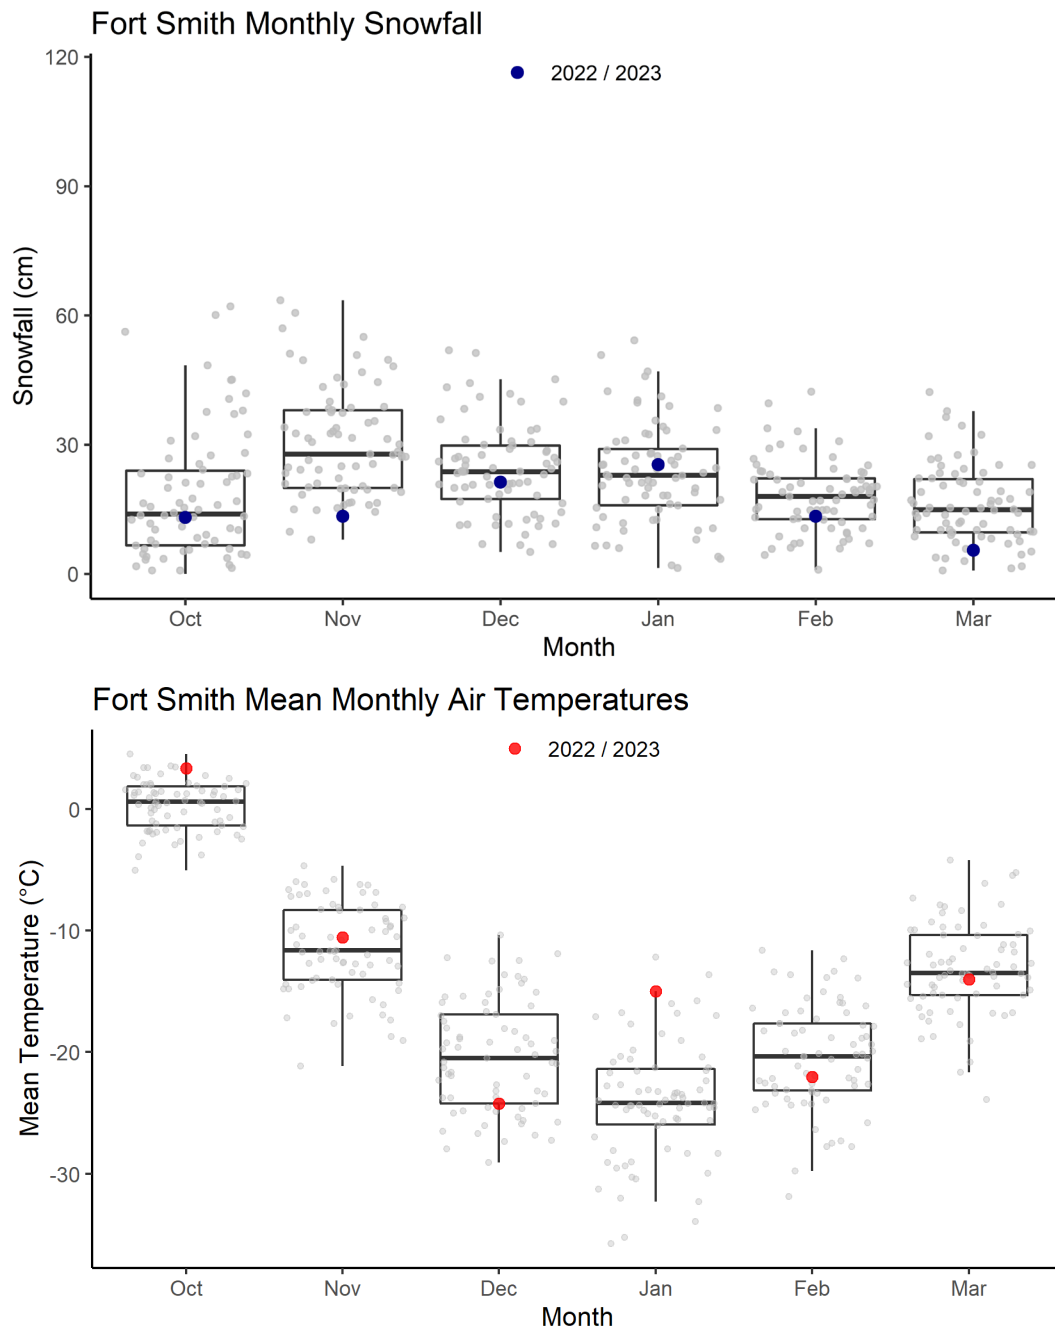 Fort Smith Monthly Snowfall
2022 / 2023
120
90
60
30
0
Snowfall (cm)
Oct Nov Dec Jan Feb Mar
Month
Fort Smith Mean Monthly Air Temperatures
2022 / 2023
0
-10
-20
-30
Mean Temperature (°C)
Oct Nov Dec Jan Feb Mar
Month